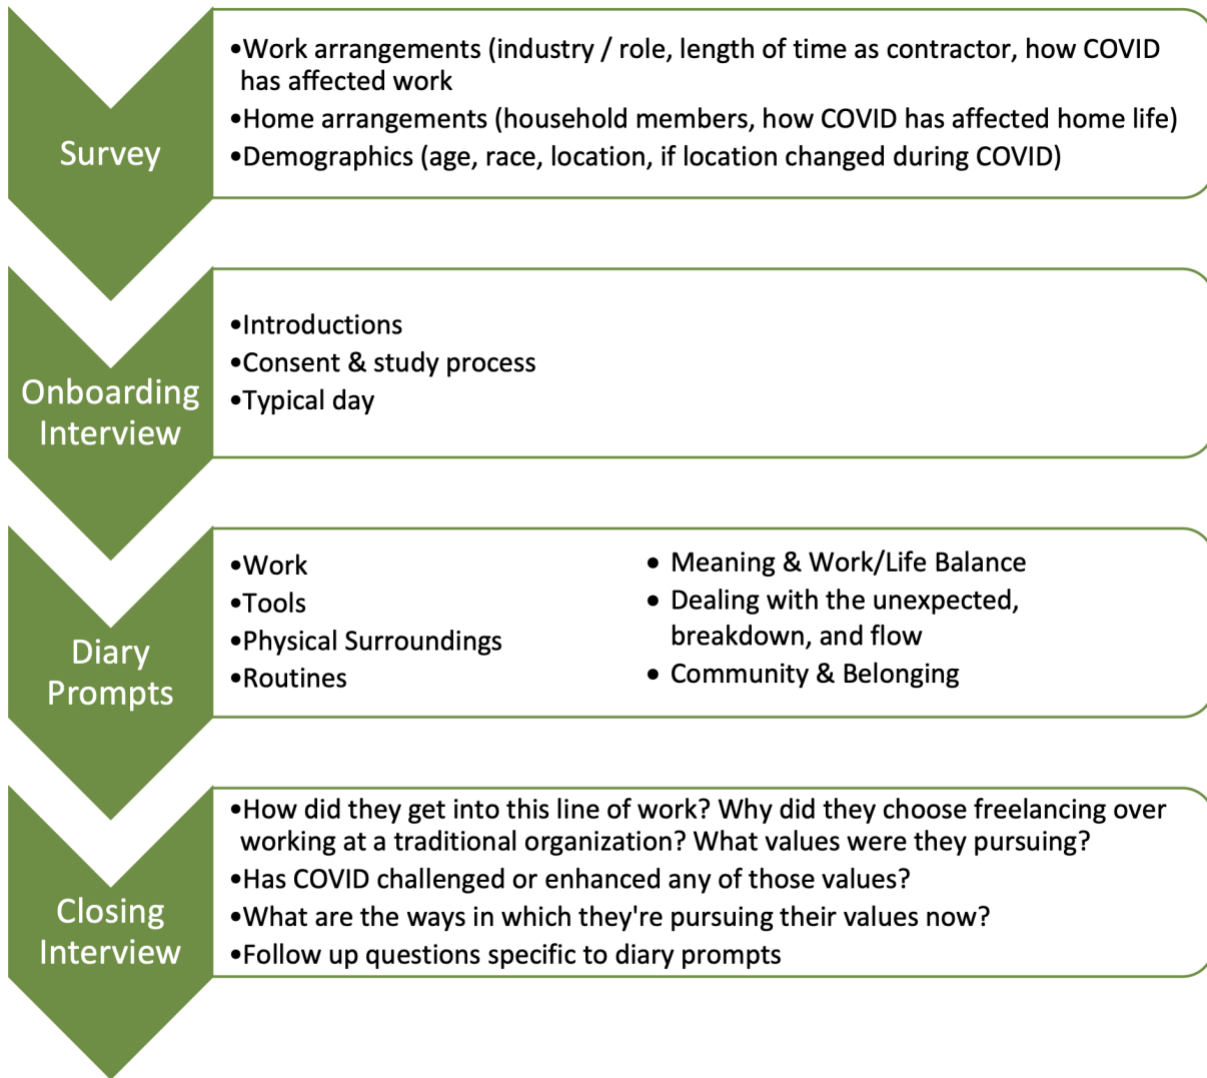 Survey
•Work arrangements (industry / role, length of time as contractor, how COVID
has affected work
•Home arrangements (household members, how COVID has affected home life)
•Demographics (age, race, location, if location changed during COVID)
Onboarding
Interview
•Introductions
•Consent & study process
•Typical day
Diary
Prompts
•Work
•Tools
•Physical Surroundings
•Routines
• Meaning & Work/Life Balance
• Dealing with the unexpected,
breakdown, and flow
• Community & Belonging
Closing
Interview
•How did they get into this line of work? Why did they choose freelancing over
working at a traditional organization? What values were they pursuing?
•Has COVID challenged or enhanced any of those values?
•What are the ways in which they're pursuing their values now?
•Follow up questions specific to diary prompts